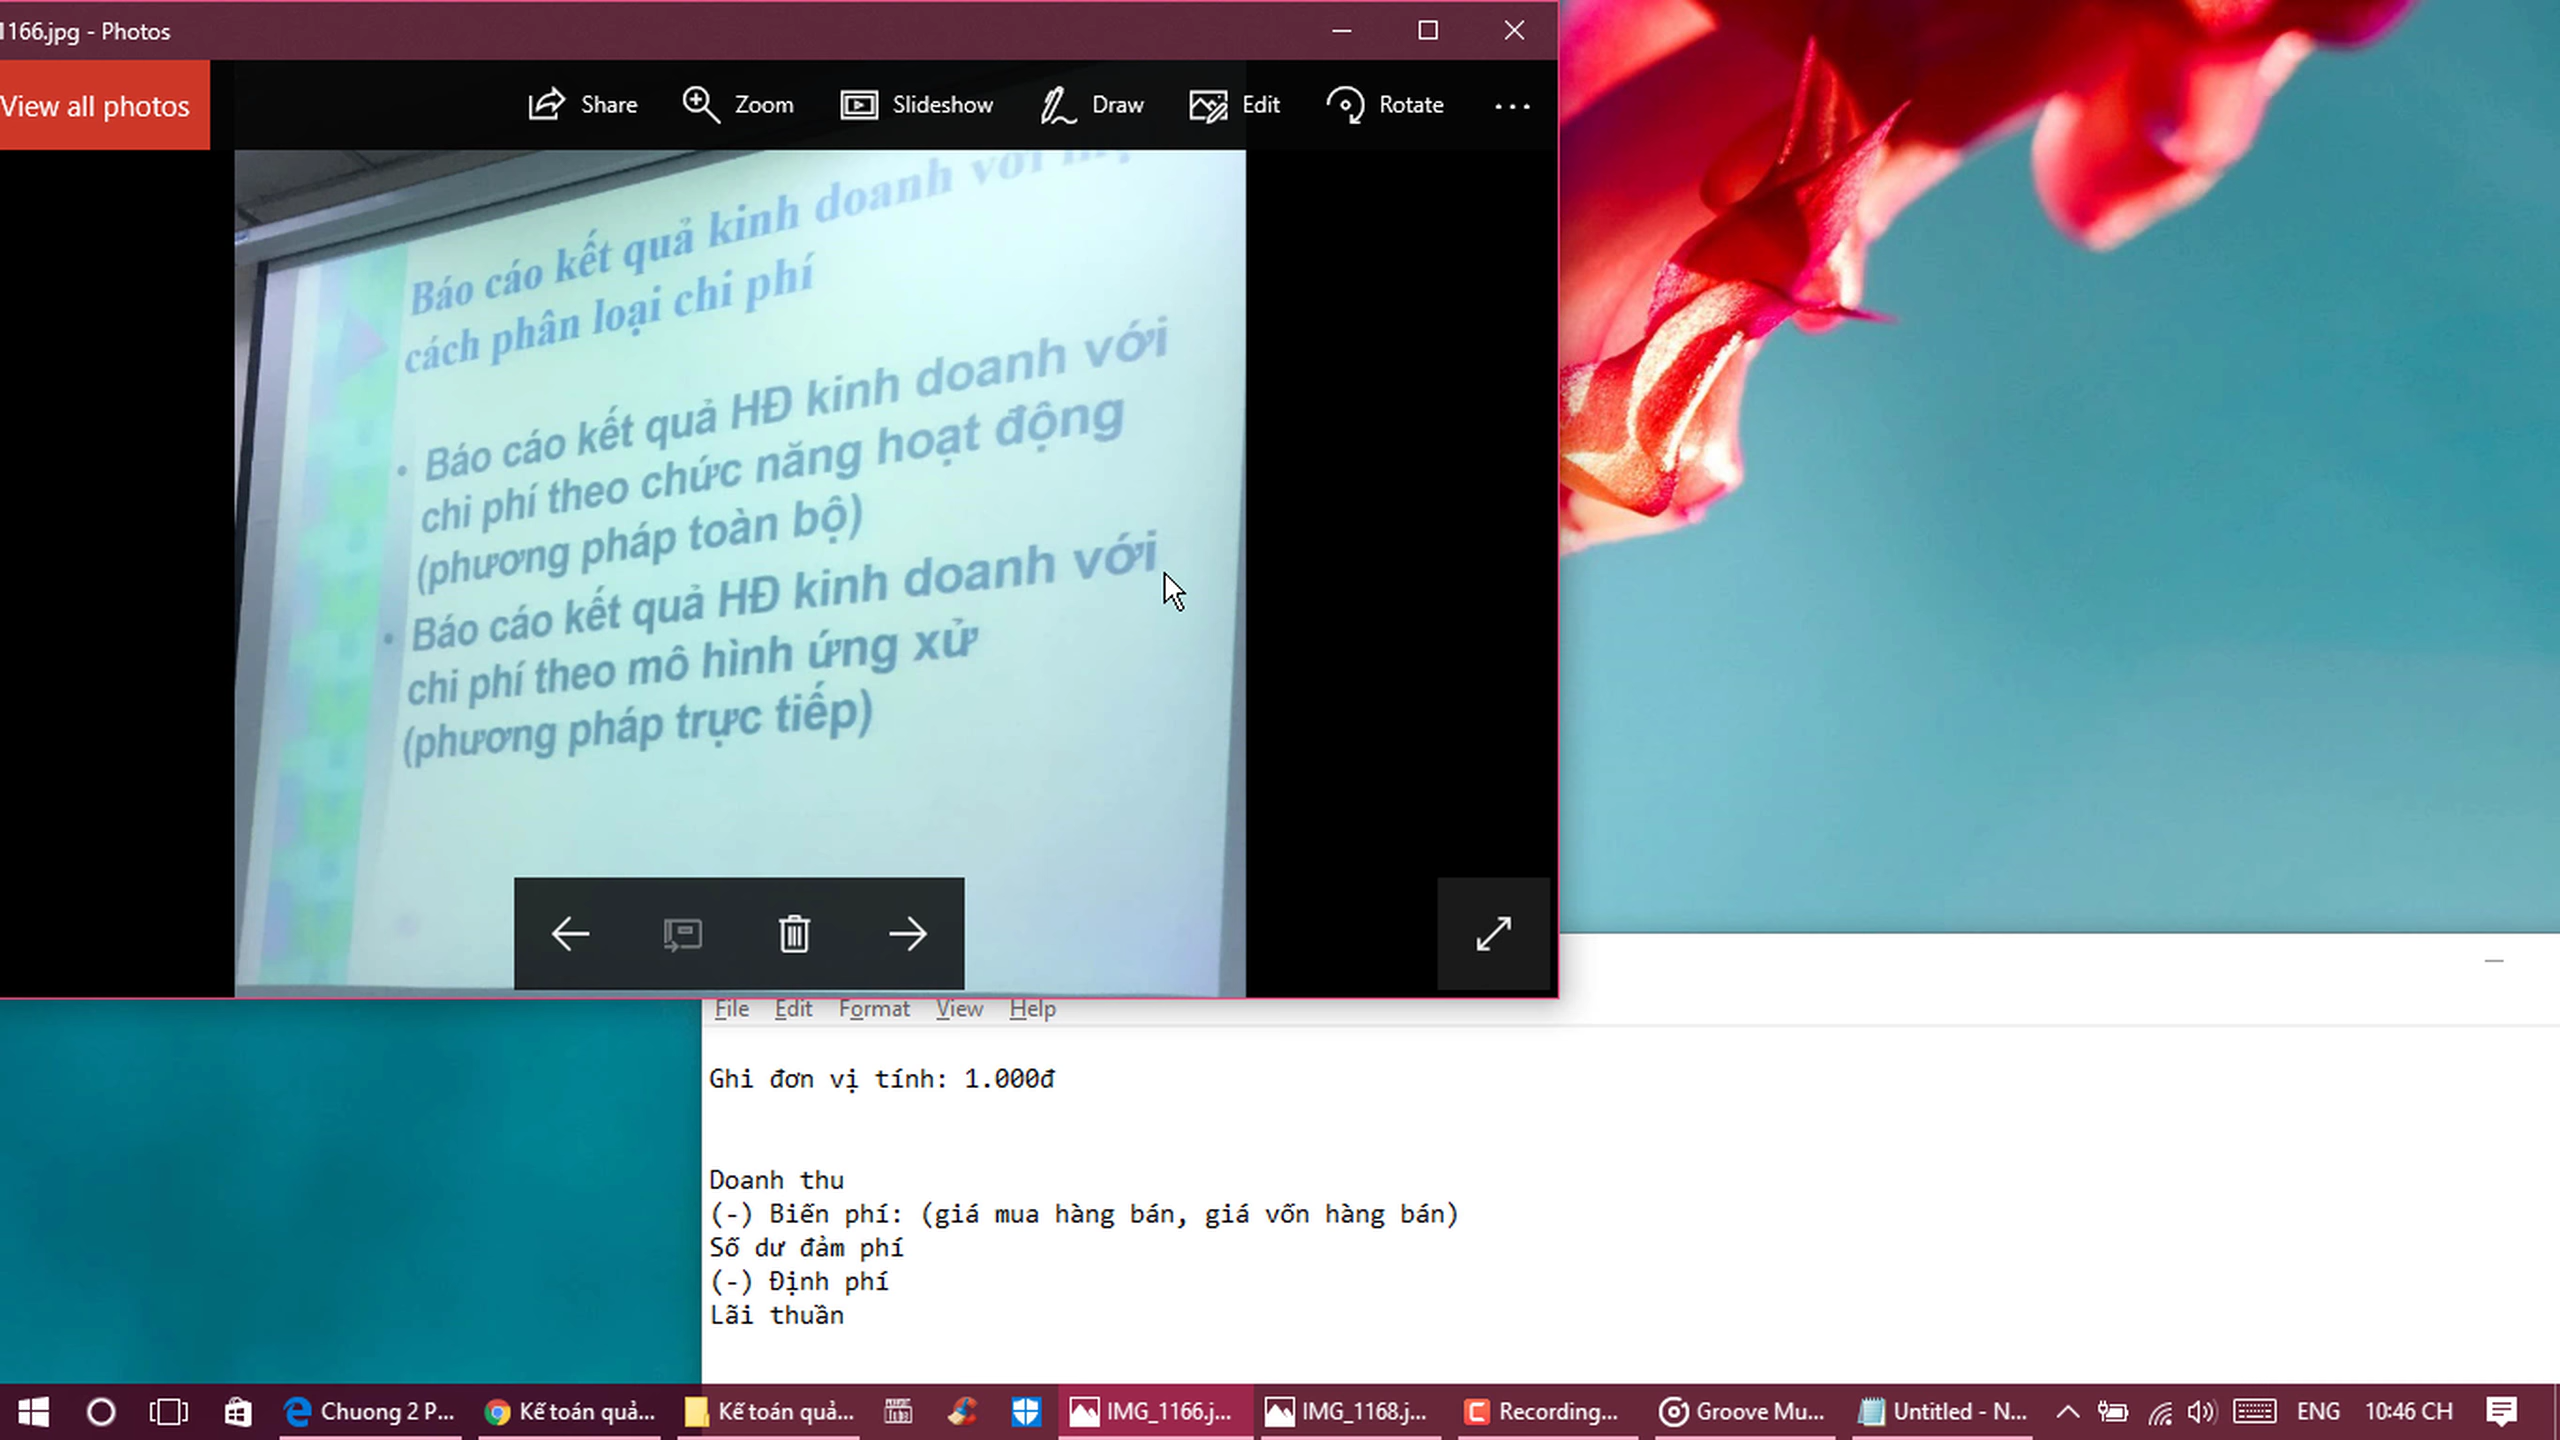 1166.jpg - Photos
View all photos
Share
Zoom
Slideshow
Draw
Edit
Rotate
Báo cáo kết quả kinh doanh với
cách phân loại chi phí
• Báo cáo kết quả HĐ kinh doanh với
chi phí theo chức năng hoạt động
(phương pháp toàn bộ)
• Báo cáo kết quả HĐ kinh doanh với
chi phí theo mô hình ứng xử
(phương pháp trực tiếp)
File Edit Format View Help
Ghi đơn vị tính: 1.000đ
Doanh thu
(-) Biến phí: (giá mua hàng bán, giá vốn hàng bán)
Số dư đảm phí
(-) Định phí
Lãi thuần
Chuong 2 P...
Kế toán quả...
Kế toán quả...
IMG_1166.j...
IMG_1168.j...
Recording...
Groove Mu...
Untitled - N...
ENG
10:46 CH